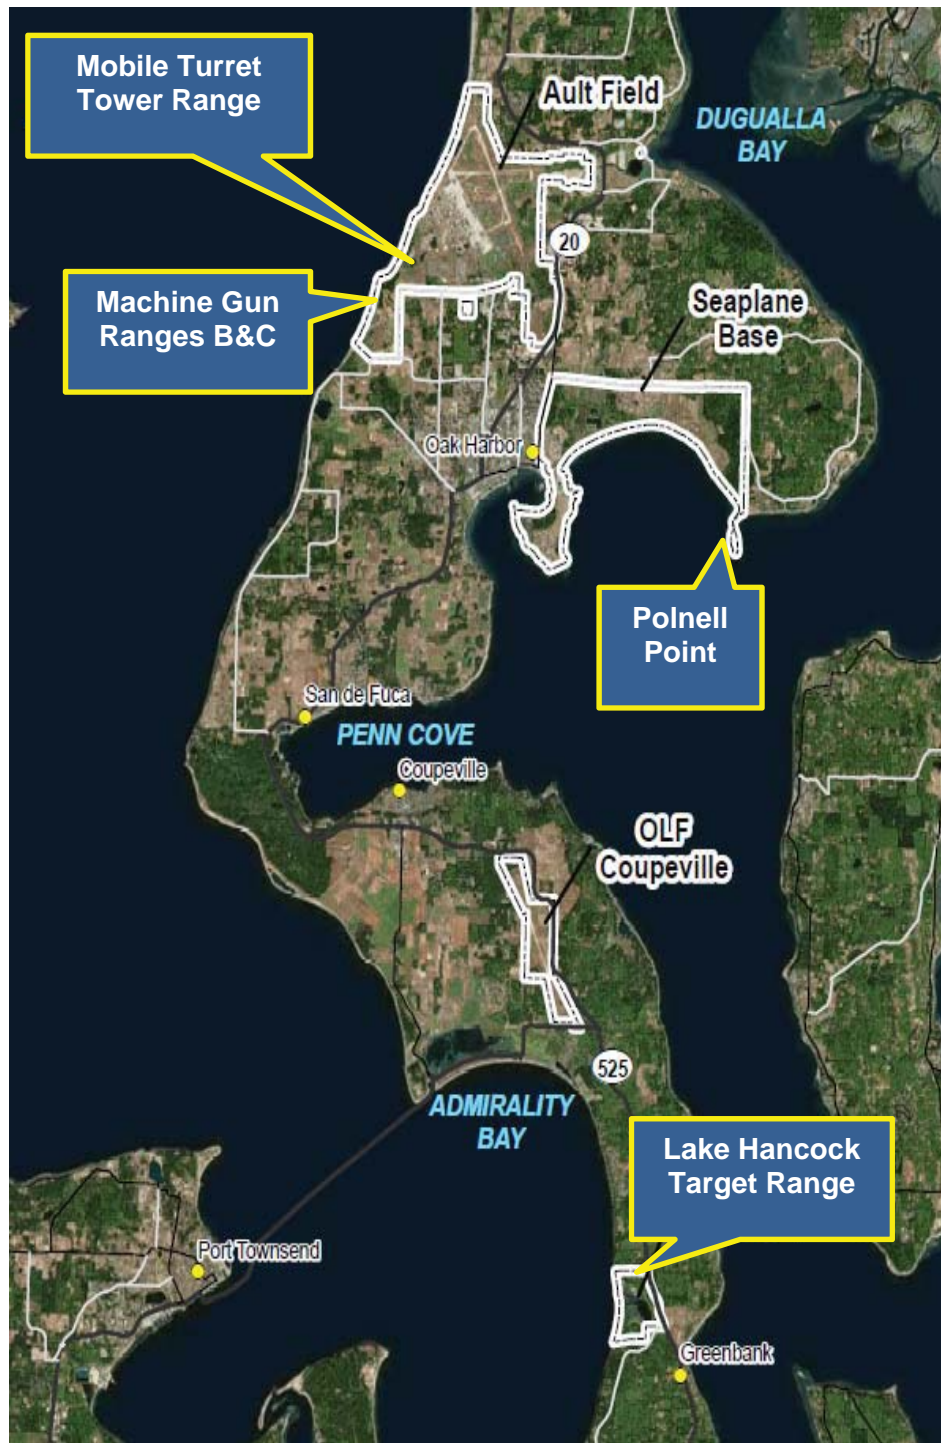 Mobile Turret
Tower Range
Ault Field
DUGUALLA
BAY
20
Machine Gun
Ranges B&C
Seaplane
Base
Oak Harbor
Polnell
Point
San de Fuca
PENN COVE
Coupeville
OLF
Coupeville
525
ADMIRALITY
BAY
Lake Hancock
Target Range
Port Townsend
Greenbank